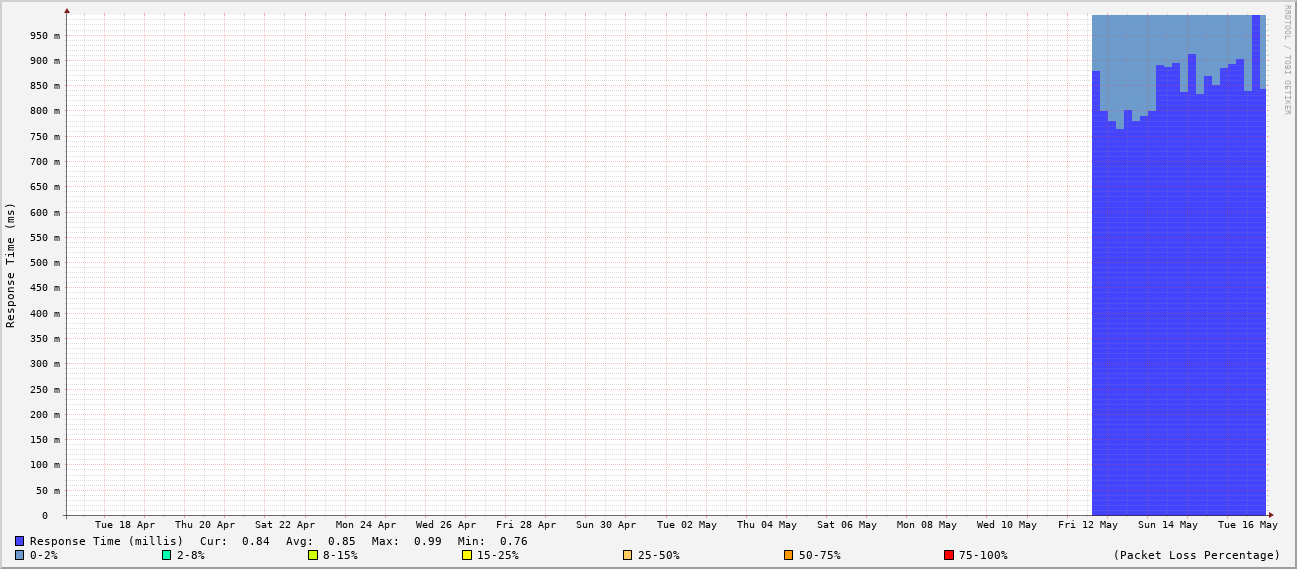 950 m
900 m
850 m
800 m
750 m
700 m
650 m
600 m
550 m
500 m
450 m
400 m
350 m
300 m
250 m
200 m
150 m
100 m
50 m
0
Response Time (ms)
RRDTOOL / TOBI OETIKER
Tue 18 Apr Thu 20 Apr Sat 22 Apr Mon 24 Apr Wed 26 Apr Fri 28 Apr Sun 30 Apr Tue 02 May Thu 04 May Sat 06 May Mon 08 May Wed 10 May Fri 12 May Sun 14 May Tue 16 May
Response Time (millis) Cur: 0.84 Avg: 0.85 Max: 0.99 Min: 0.76
0-2% 2-8% 8-15% 15-25% 25-50% 50-75% 75-100% (Packet Loss Percentage)